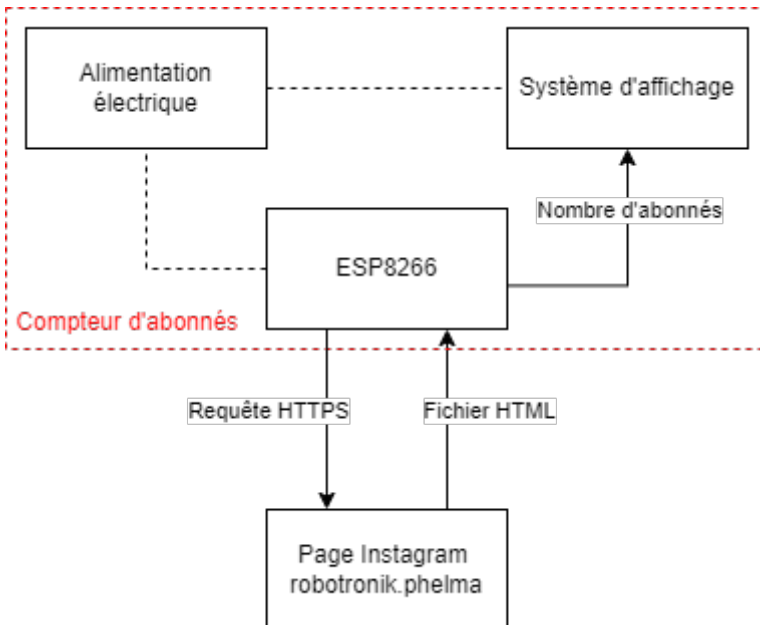 Alimentation
électrique
Système d'affichage
Nombre d'abonnés
ESP8266
Compteur d'abonnés
Requête HTTPS
Fichier HTML
Page Instagram
robotronik.phelma